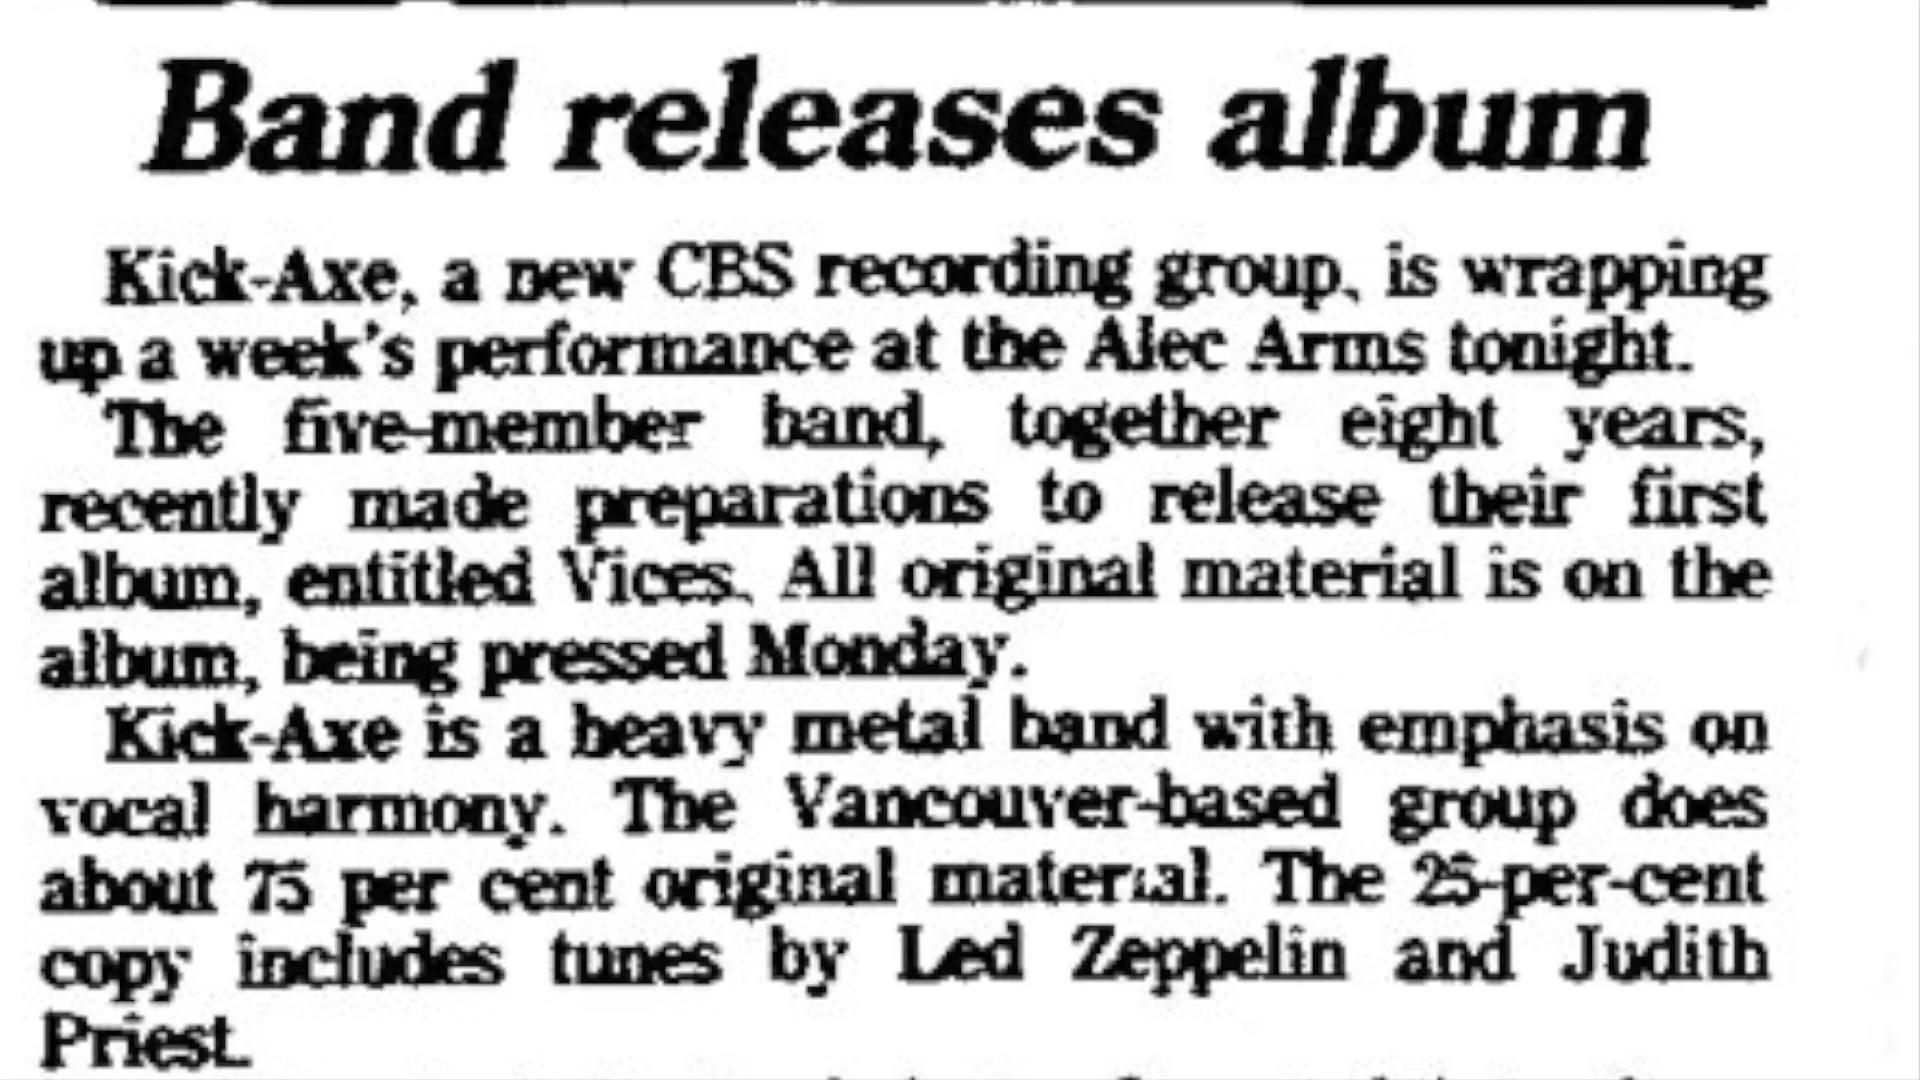 Band releases album
Kick-Axe, a new CBS recording group, is wrapping
up a week's performance at the Alec Arms tonight.
The five-member band, together eight years,
recently made preparations to release their first
album, entitled Vices. All original material is on the
album, being pressed Monday.
Kick-Axe is a heavy metal band with emphasis on
vocal harmony. The Vancouver-based group does
about 75 per cent original material. The 25-per-cent
copy includes tunes by Led Zeppelin and Judith
Priest.